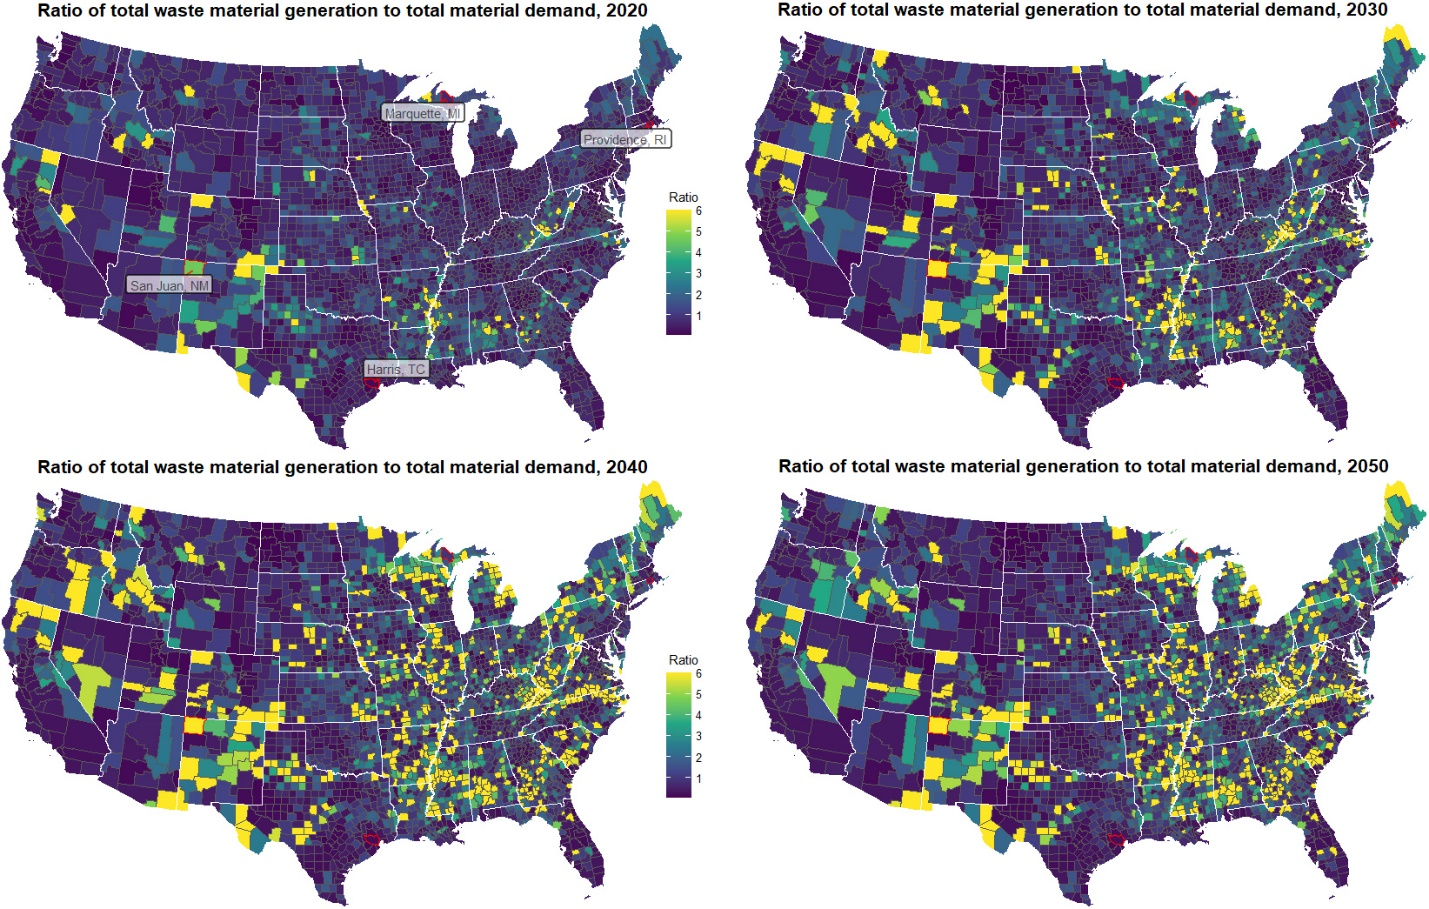 Ratio of total waste material generation to total material demand, 2020
Ratio of total waste material generation to total material demand, 2030
Marquette, MI
Providence, RI
San Juan, NM
Harris, TC
Ratio
6
5
4
3
2
1
Ratio of total waste material generation to total material demand, 2040
Ratio of total waste material generation to total material demand, 2050
Ratio
6
5
4
3
2
1